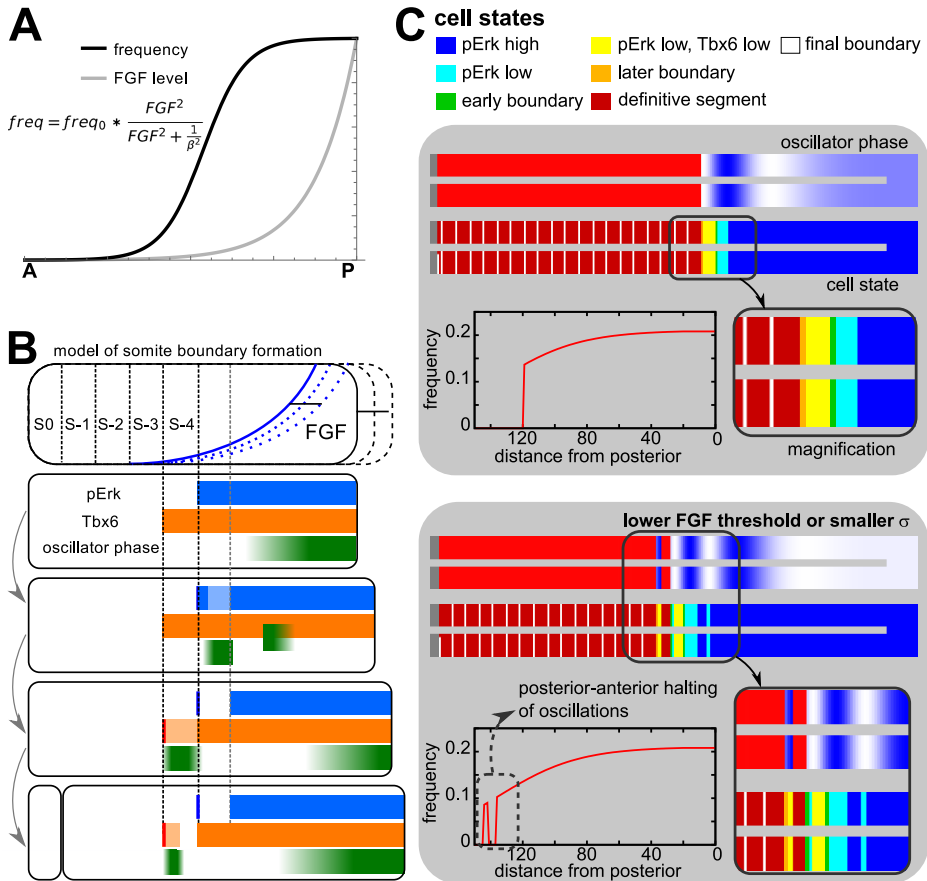 A
frequency
FGF level
freq = freq₀ * FGF² / (FGF² + 1/β²)
A P
B
model of somite boundary formation
S0 S-1 S-2 S-3 S-4
FGF
pErk
Tbx6
oscillator phase
C
cell states
pErk high
pErk low
early boundary
pErk low, Tbx6 low
later boundary
definitive segment
final boundary
oscillator phase
cell state
frequency
0.2
0.1
0
120 80 40 0
distance from posterior
magnification
lower FGF threshold or smaller σ
posterior-anterior halting
of oscillations
frequency
0.2
0.1
0
120 80 40 0
distance from posterior